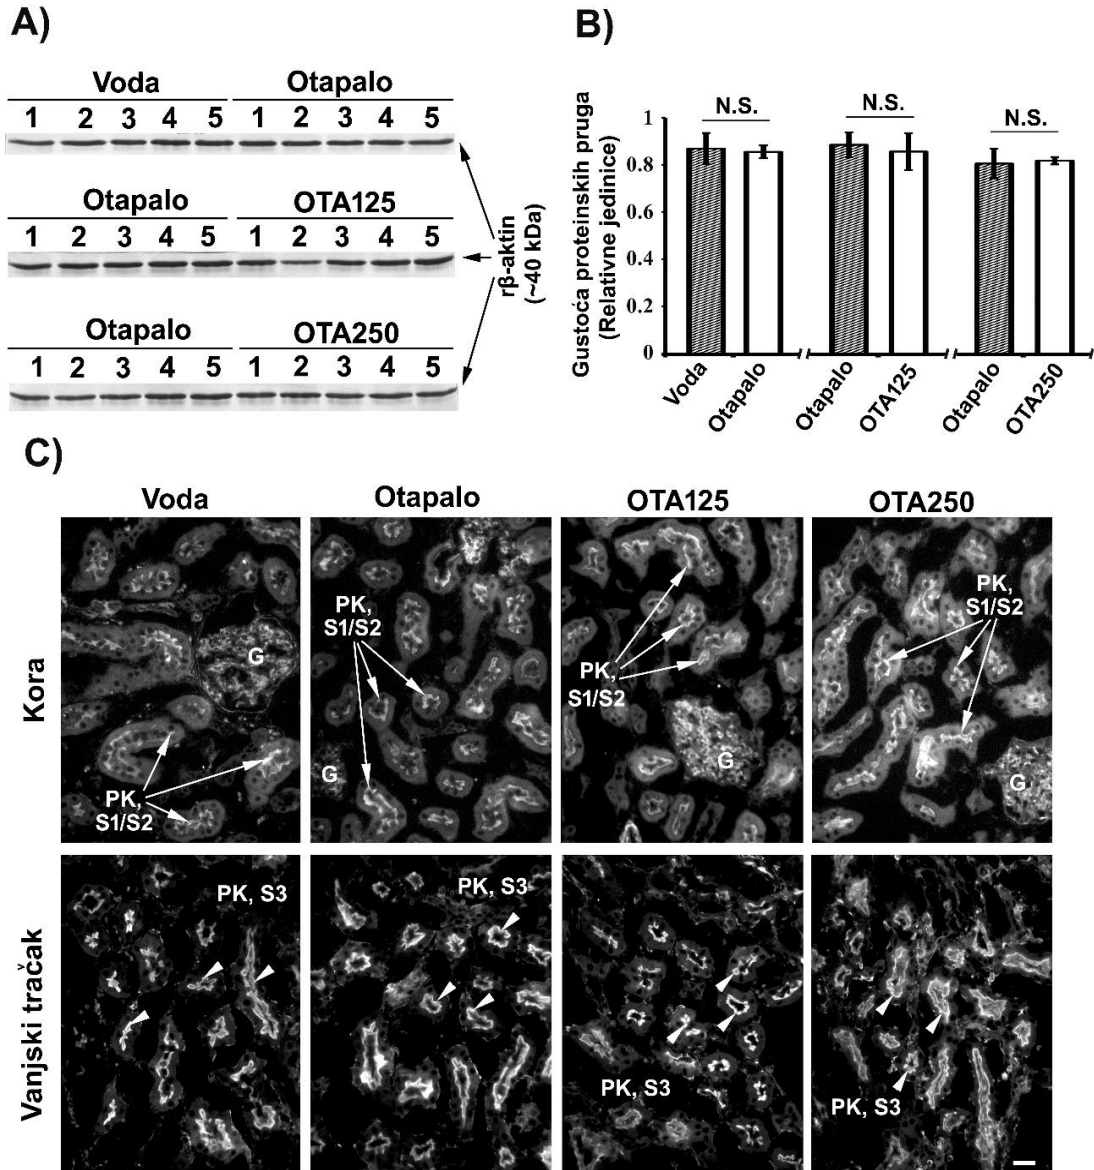 A)
Voda Otapalo
1 2 3 4 5 1 2 3 4 5
Otapalo OTA125
1 2 3 4 5 1 2 3 4 5
Otapalo OTA250
1 2 3 4 5 1 2 3 4 5
rβ-aktin
(~40 kDa)
B)
Gustoća proteinskih pruga
(Relativne jedinice)
1
0.8
0.6
0.4
0.2
0
N.S. N.S. N.S.
Voda Otapalo Otapalo OTA125 Otapalo OTA250
C)
Voda Otapalo OTA125 OTA250
Kora
G
PK,
S1/S2
PK,
S1/S2
G
PK,
S1/S2
G
PK,
S1/S2
G
Vanjski tračak
PK, S3
PK, S3
PK, S3
PK, S3